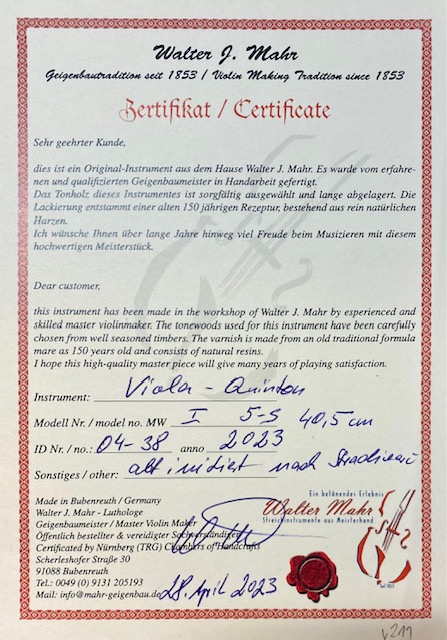 Walter J. Mahr
Geigenbautradition seit 1853 / Violin Making Tradition since 1853
Zertifikat / Certificate
Sehr geehrter Kunde,
dies ist ein Original-Instrument aus dem Hause Walter J. Mahr. Es wurde vom erfahre-
nen und qualifizierten Geigenbaumeister in Handarbeit gefertigt.
Das Tonholz dieses Instrumentes ist sorgfältig ausgewählt und lange abgelagert. Die
Lackierung entstammt einer alten 150 jährigen Rezeptur, bestehend aus rein natürlichen
Harzen.
Ich wünsche Ihnen über lange Jahre hinweg viel Freude beim Musizieren mit diesem
hochwertigen Meisterstück.
Dear customer,
this instrument has been made in the workshop of Walter J. Mahr by esperienced and
skilled master violinmaker. The tonewoods used for this instrument have been carefully
chosen from well seasoned timbers. The varnish is made from an old traditional formula
mare as 150 years old and consists of natural resins.
I hope this high-quality master piece will give many years of playing satisfaction.
Instrument: Viola - Quinton
Modell Nr. / model no. MW I 5-S 40,5 cm
ID Nr. / no.: 04-38 anno 2023
Sonstiges / other: alt imitiert nach Stradivari
Made in Bubenreuth / Germany
Walter J. Mahr - Luthologe
Geigenbaumeister / Master Violin Maker
Öffentlich bestellter & vereidigter Sachverständiger
Certificated by Nürnberg (TRG) Chambers of Handcrafts
Scherleshofer Straße 30
91088 Bubenreuth
Tel.: 0049 (0) 9131 205193
Mail: info@mahr-geigenbau.de
28. April 2023
Ein betönendes Erlebnis
Walter Mahr
Streichinstrumente aus Meisterhand
Seit 1853
v211